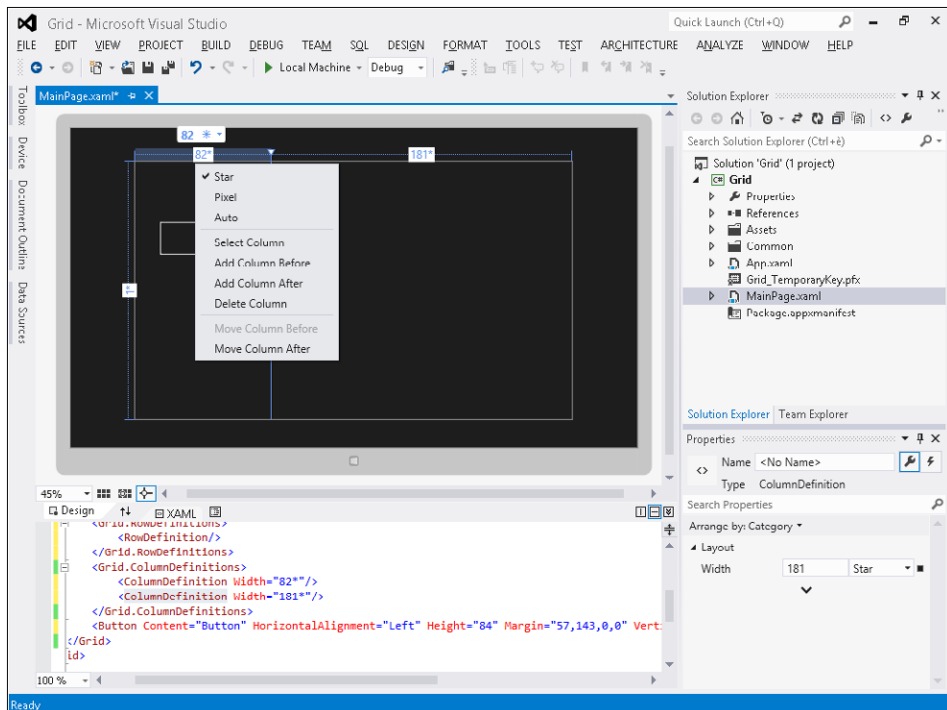 Grid - Microsoft Visual Studio
Quick Launch (Ctrl+Q)
FILE EDIT VIEW PROJECT BUILD DEBUG TEAM SQL DESIGN FORMAT TOOLS TEST ARCHITECTURE ANALYZE WINDOW HELP
Local Machine Debug
Toolbox
Device
Document Outline
Data Sources
MainPage.xaml*
82
82* 181*
1*
Star
Pixel
Auto
Select Column
Add Column Before
Add Column After
Delete Column
Move Column Before
Move Column After
45%
Design XAML
<Grid.RowDefinitions>
<RowDefinition/>
</Grid.RowDefinitions>
<Grid.ColumnDefinitions>
<ColumnDefinition Width="82*"/>
<ColumnDefinition Width="181*"/>
</Grid.ColumnDefinitions>
<Button Content="Button" HorizontalAlignment="Left" Height="84" Margin="57,143,0,0" Vert
</Grid>
id>
100 %
Ready
Solution Explorer
Search Solution Explorer (Ctrl+è)
Solution 'Grid' (1 project)
C# Grid
Properties
References
Assets
Common
App.xaml
Grid_TemporaryKey.pfx
MainPage.xaml
Package.appxmanifest
Solution Explorer Team Explorer
Properties
Name <No Name>
Type ColumnDefinition
Search Properties
Arrange by: Category
Layout
Width 181 Star